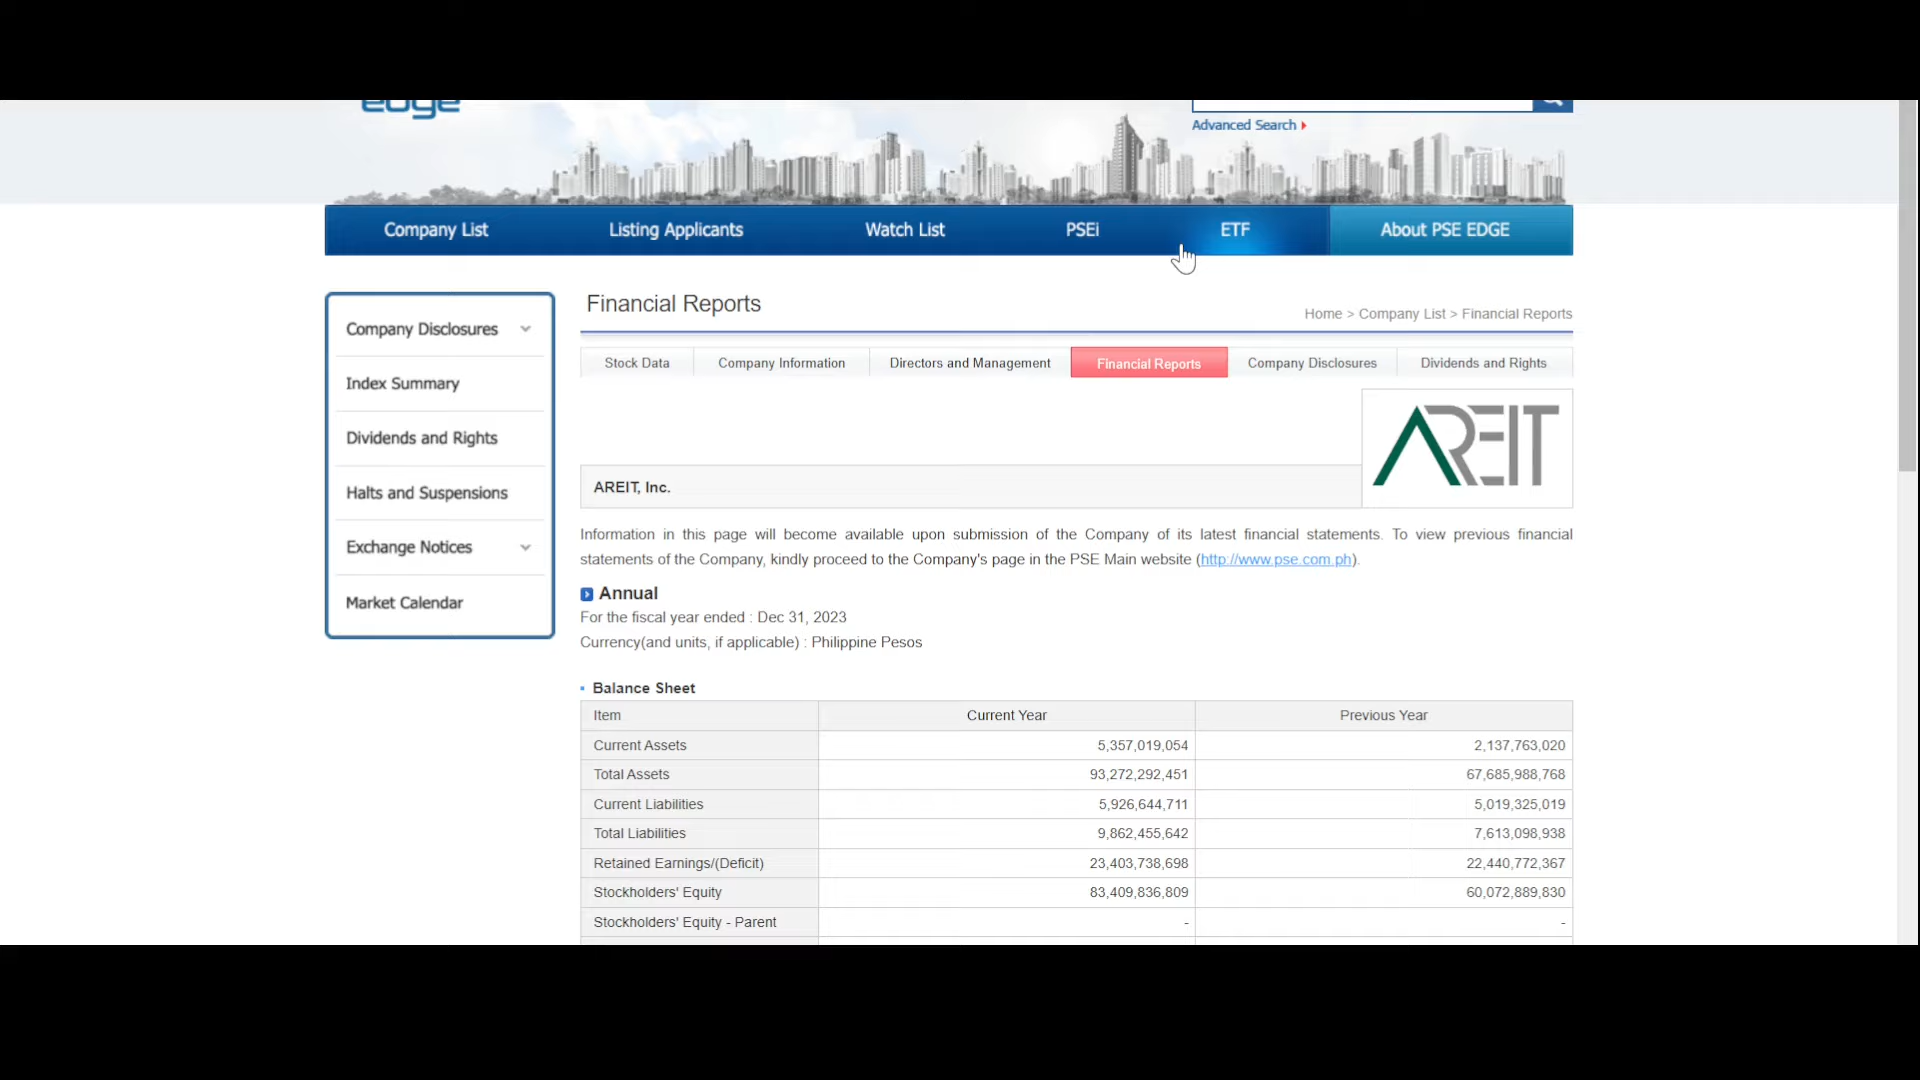 edge
Advanced Search
Company List Listing Applicants Watch List PSEi ETF About PSE EDGE
Company Disclosures
Index Summary
Dividends and Rights
Halts and Suspensions
Exchange Notices
Market Calendar
Financial Reports
Home > Company List > Financial Reports
Stock Data Company Information Directors and Management Financial Reports Company Disclosures Dividends and Rights
AREIT
AREIT, Inc.
Information in this page will become available upon submission of the Company of its latest financial statements. To view previous financial
statements of the Company, kindly proceed to the Company's page in the PSE Main website (http://www.pse.com.ph).
Annual
For the fiscal year ended : Dec 31, 2023
Currency(and units, if applicable) : Philippine Pesos
Balance Sheet
Item Current Year Previous Year
Current Assets 5,357,019,054 2,137,763,020
Total Assets 93,272,292,451 67,685,988,768
Current Liabilities 5,926,644,711 5,019,325,019
Total Liabilities 9,862,455,642 7,613,098,938
Retained Earnings/(Deficit) 23,403,738,698 22,440,772,367
Stockholders' Equity 83,409,836,809 60,072,889,830
Stockholders' Equity - Parent - -